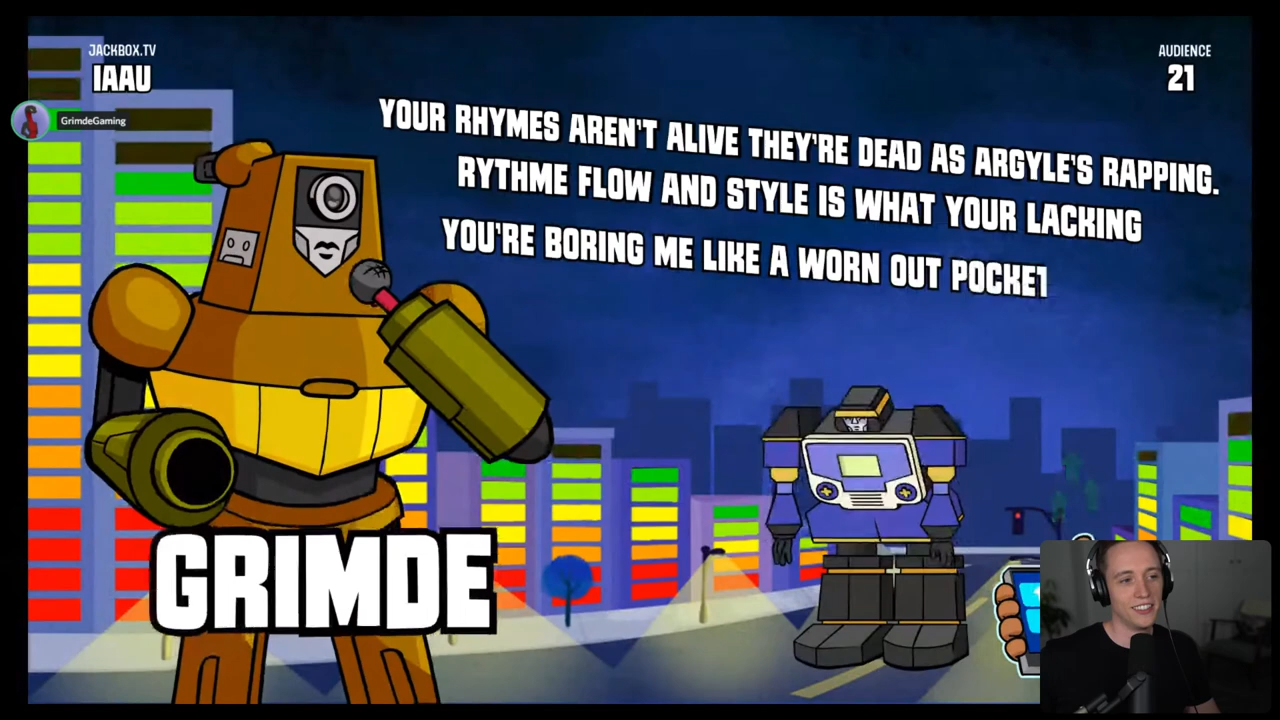 JACKBOX.TV
IAAU
AUDIENCE
21
GrimdeGaming
YOUR RHYMES AREN'T ALIVE THEY'RE DEAD AS ARGYLE'S RAPPING.
RYTHME FLOW AND STYLE IS WHAT YOUR LACKING
YOU'RE BORING ME LIKE A WORN OUT POCKET
GRIMDE